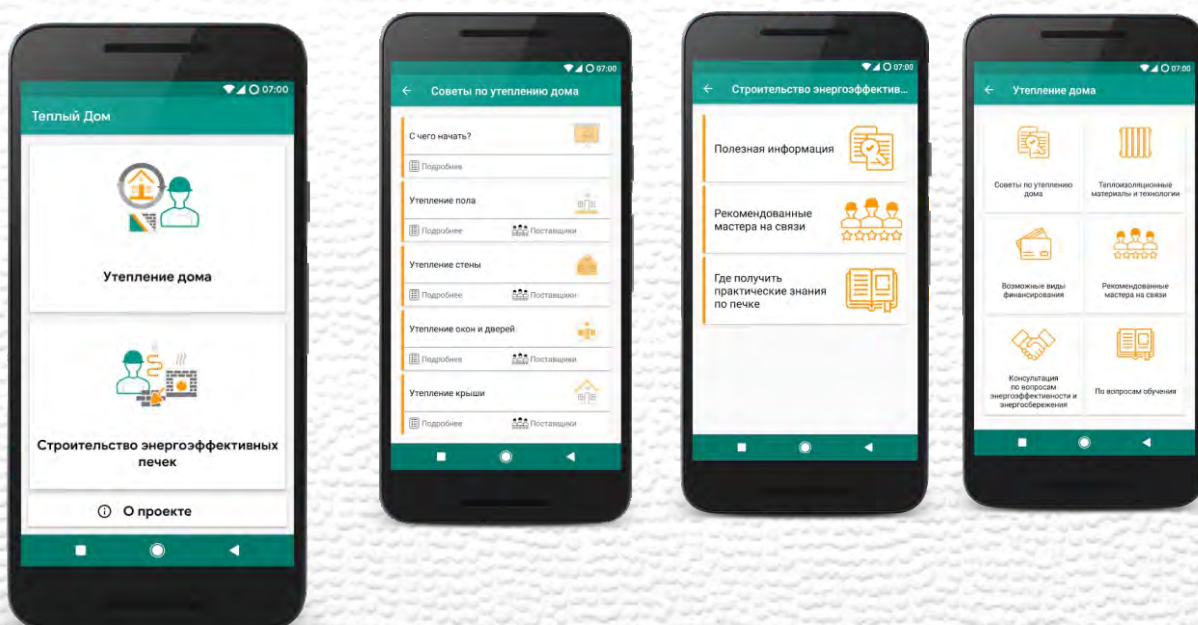 07:00
Теплый Дом
Утепление дома
Строительство энергоэффективных
печек
О проекте
07:00
Советы по утеплению дома
С чего начать?
Подробнее
Утепление пола
Подробнее Поставщики
Утепление стены
Подробнее Поставщики
Утепление окон и дверей
Подробнее Поставщики
Утепление крыши
Подробнее Поставщики
07:00
Строительство энергоэффектив...
Полезная информация
Рекомендованные
мастера на связи
Где получить
практические знания
по печке
07:00
Утепление дома
Советы по утеплению
дома
Теплоизоляционные
материалы и технологии
Возможные виды
финансирования
Рекомендованные
мастера на связи
Консультация
по вопросам
энергоэффективности и
энергосбережения
По вопросам обучения